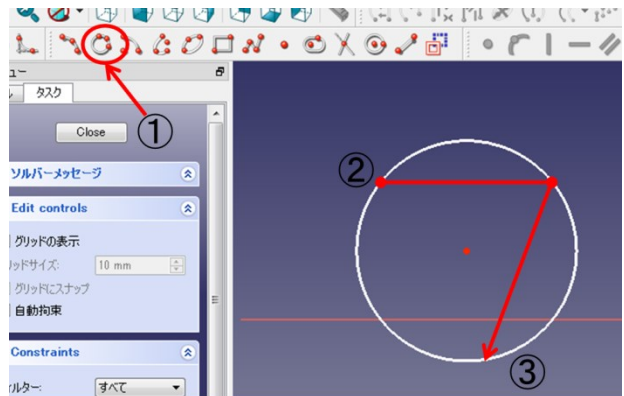 ①
ュー
タスク
Close
ソルバーメッセージ
②
Edit controls
グリッドの表示
リッドサイズ: 10 mm
グリッドにスナップ
自動拘束
Constraints
ィルター: すべて
③